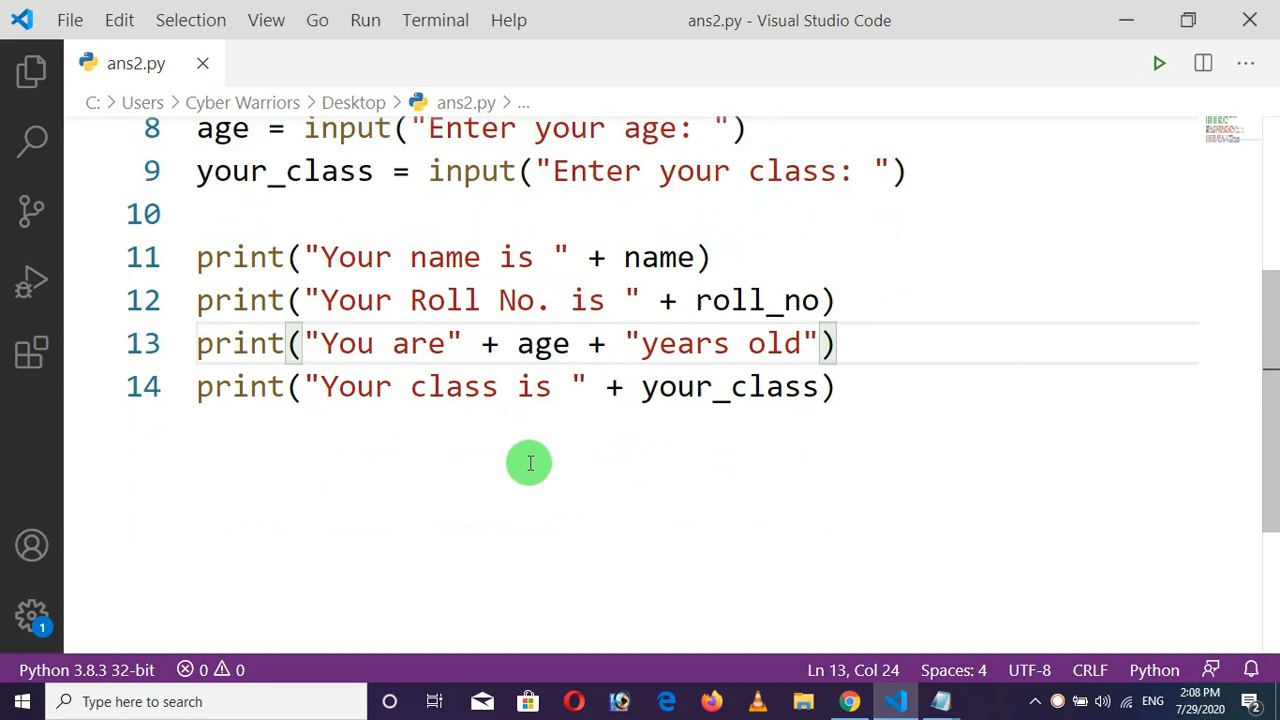 File Edit Selection View Go Run Terminal Help ans2.py - Visual Studio Code
ans2.py
C: > Users > Cyber Warriors > Desktop > ans2.py > ...
8 age = input("Enter your age: ")
9 your_class = input("Enter your class: ")
10
11 print("Your name is " + name)
12 print("Your Roll No. is " + roll_no)
13 print("You are" + age + "years old")
14 print("Your class is " + your_class)
1
Python 3.8.3 32-bit 0 0 Ln 13, Col 24 Spaces: 4 UTF-8 CRLF Python
Type here to search ENG 2:08 PM
7/29/2020 2